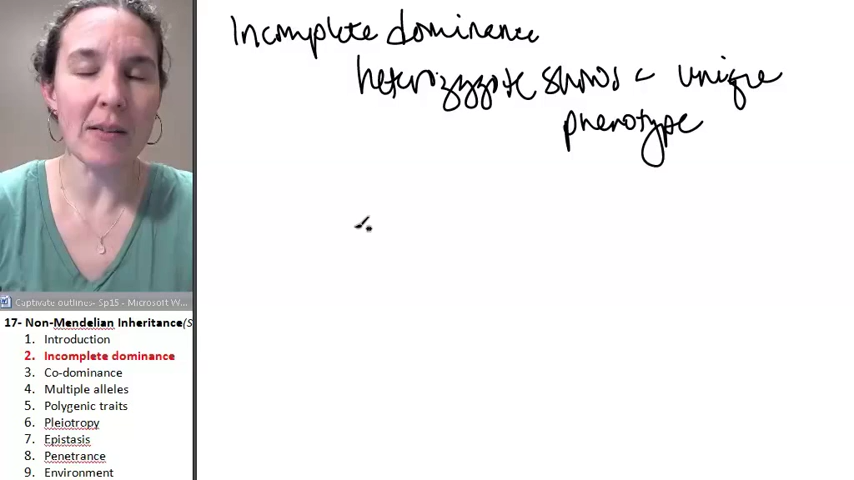 Incomplete dominance
heterozygote shows a unique
phenotype
Captivate outlines- Sp15 - Microsoft W...
17- Non-Mendelian Inheritance(S
1. Introduction
2. Incomplete dominance
3. Co-dominance
4. Multiple alleles
5. Polygenic traits
6. Pleiotropy
7. Epistasis
8. Penetrance
9. Environment